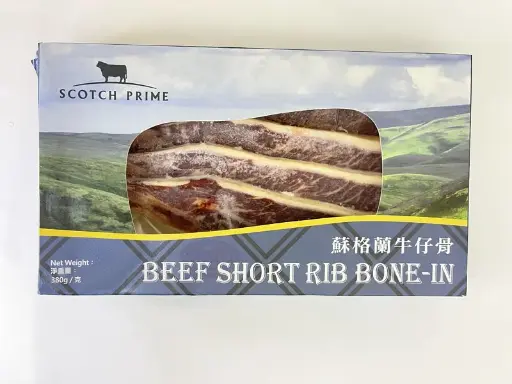 SCOTCH PRIME
蘇格蘭牛仔骨
BEEF SHORT RIB BONE-IN
Net Weight：
淨重量：
380g / 克